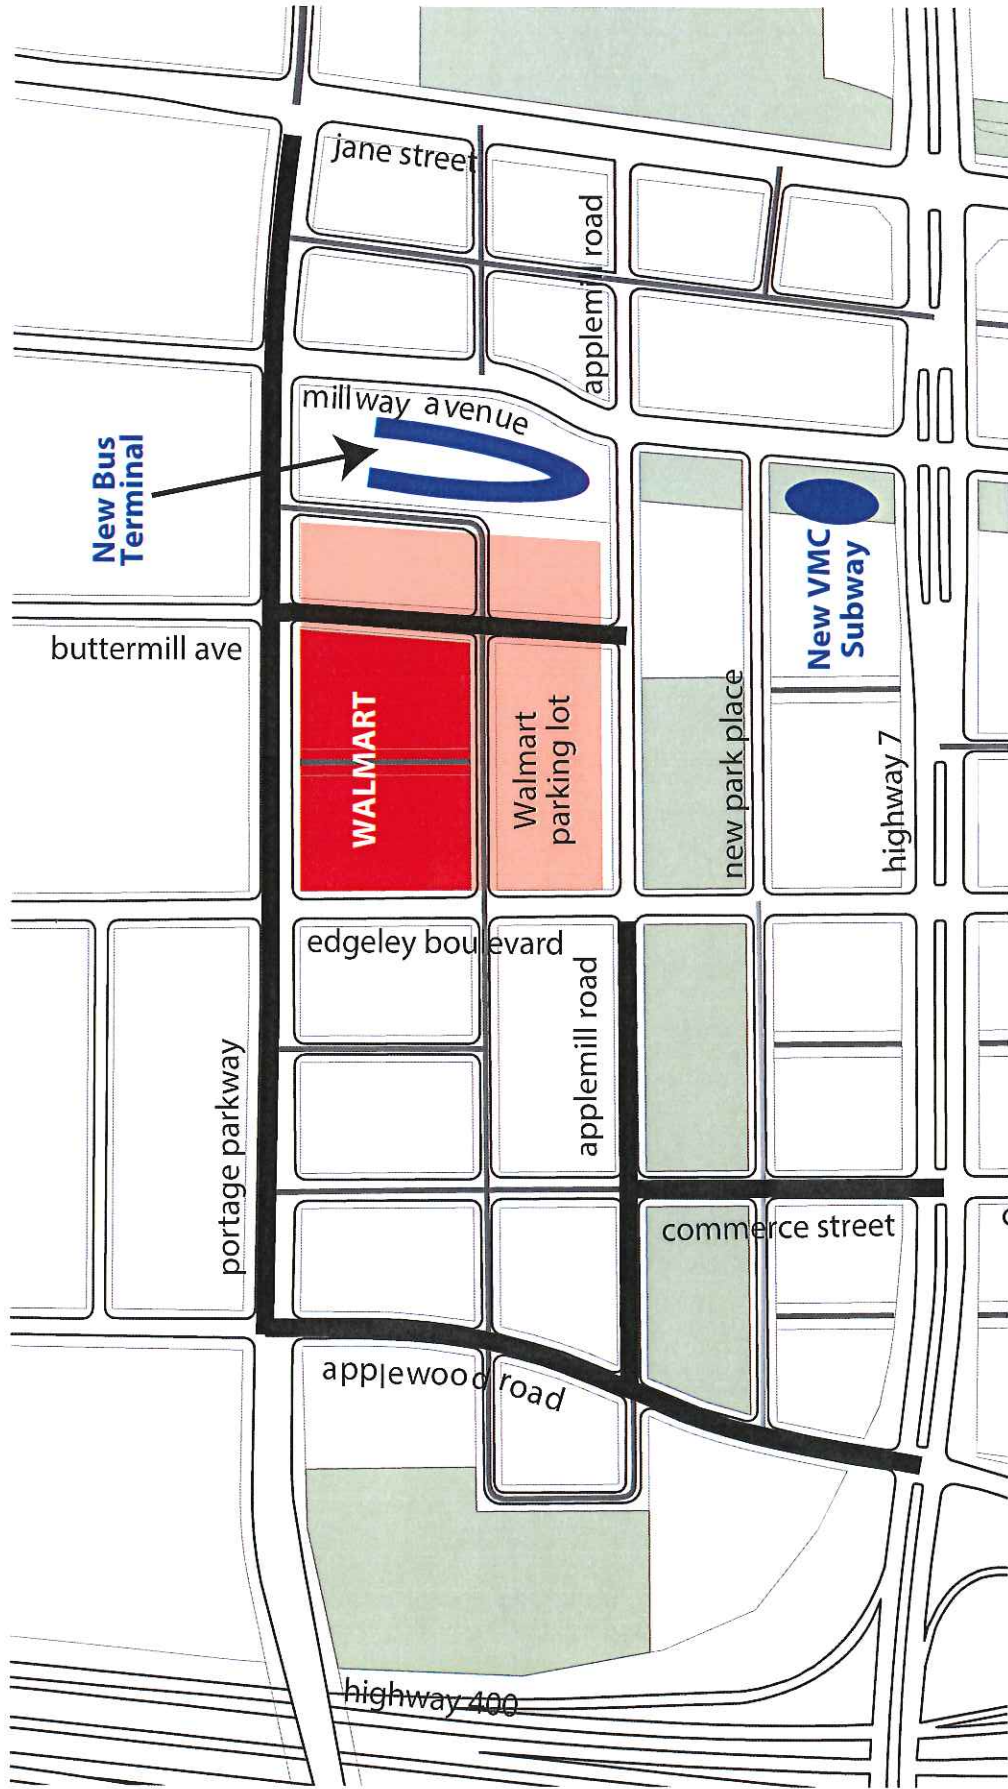 jane street
applemill road
millway avenue
New Bus
Terminal
buttermill ave
WALMART
Walmart
parking lot
new park place
New VMC
Subway
highway 7
edgeley boulevard
applemill road
portage parkway
commerce street
applewood road
highway 400